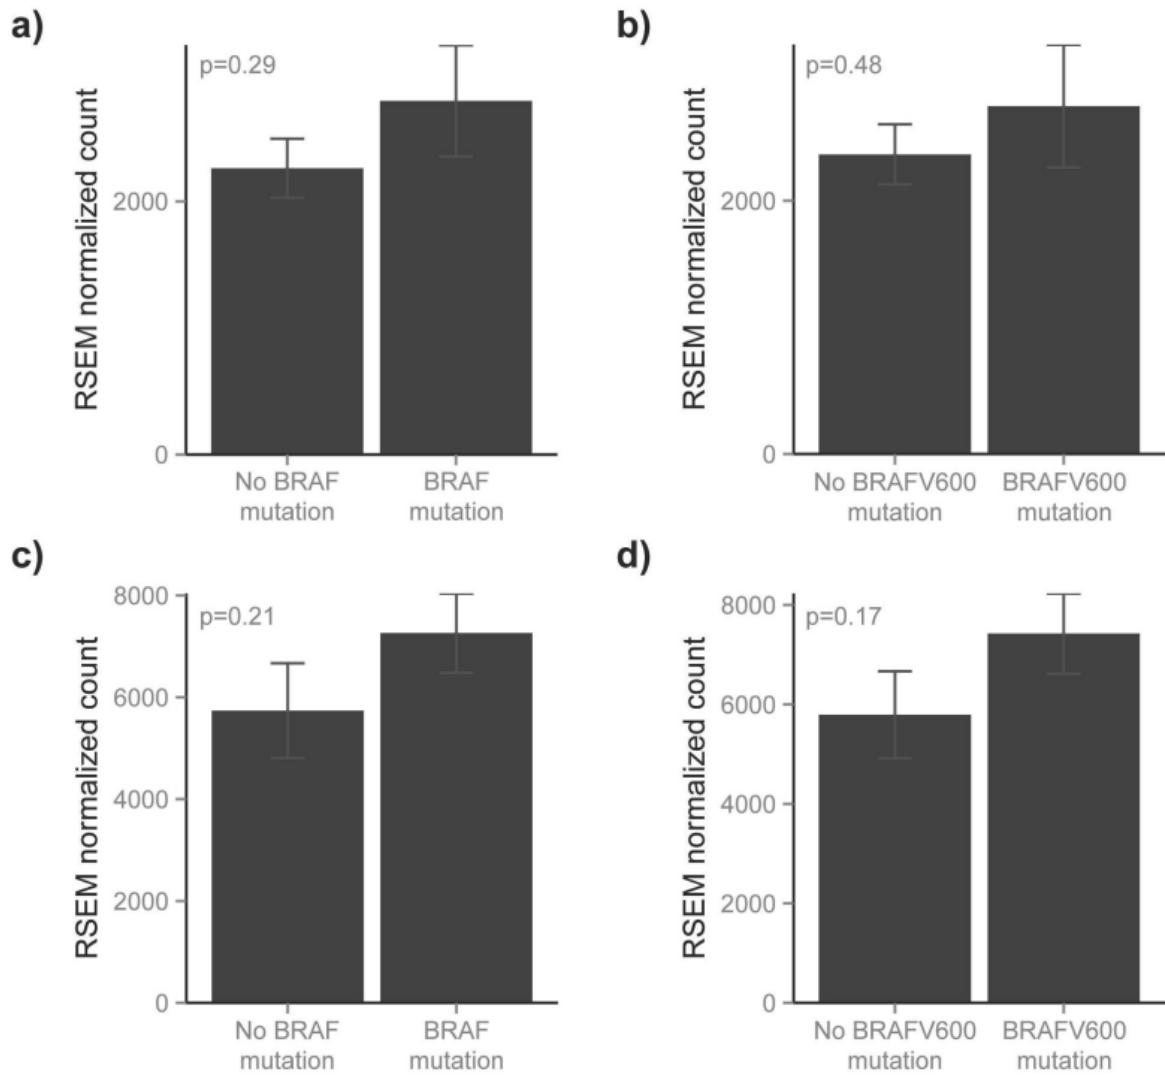 a)
p=0.29
RSEM normalized count
2000
0
No BRAF
mutation
BRAF
mutation
b)
p=0.48
RSEM normalized count
2000
0
No BRAFV600
mutation
BRAFV600
mutation
c)
p=0.21
RSEM normalized count
8000
6000
4000
2000
0
No BRAF
mutation
BRAF
mutation
d)
p=0.17
RSEM normalized count
8000
6000
4000
2000
0
No BRAFV600
mutation
BRAFV600
mutation